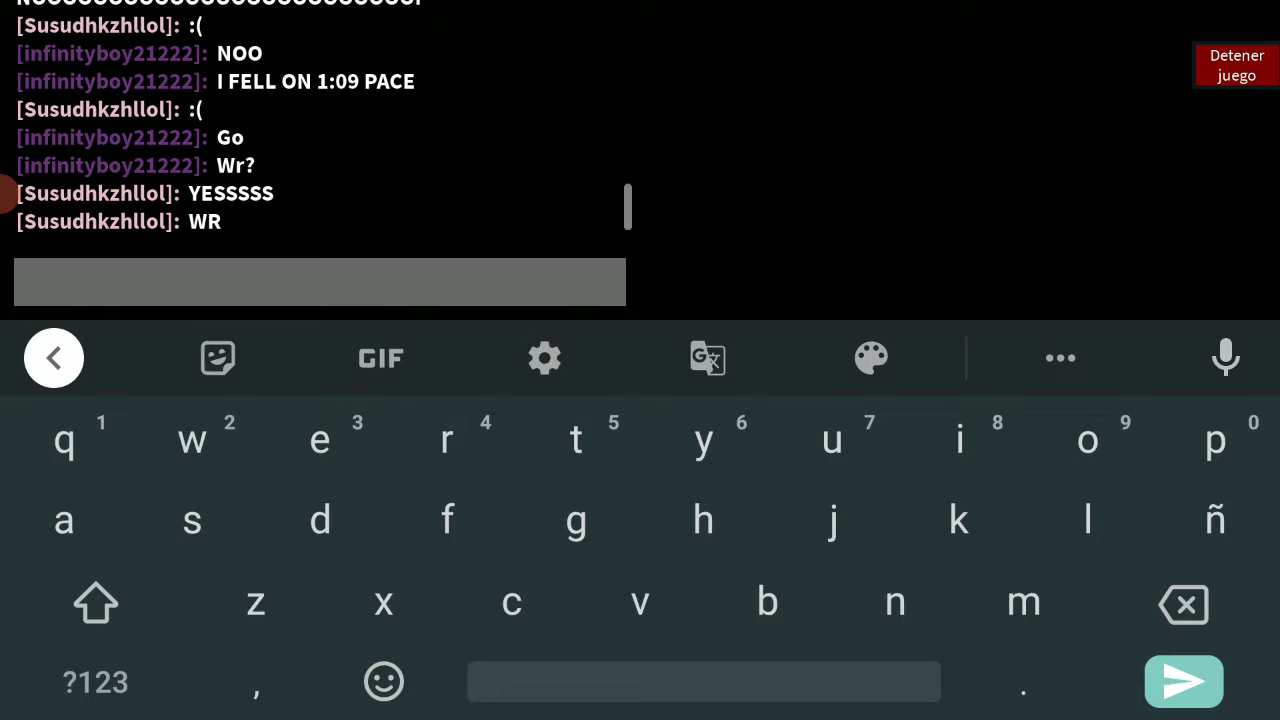 [Susudhkzhllol]: :(
[infinityboy21222]: NOO
[infinityboy21222]: I FELL ON 1:09 PACE
[Susudhkzhllol]: :(
[infinityboy21222]: Go
[infinityboy21222]: Wr?
[Susudhkzhllol]: YESSSSS
[Susudhkzhllol]: WR
Detener
juego
GIF
q 1 w 2 e 3 r 4 t 5 y 6 u 7 i 8 o 9 p 0
a s d f g h j k l ñ
z x c v b n m
?123 , .